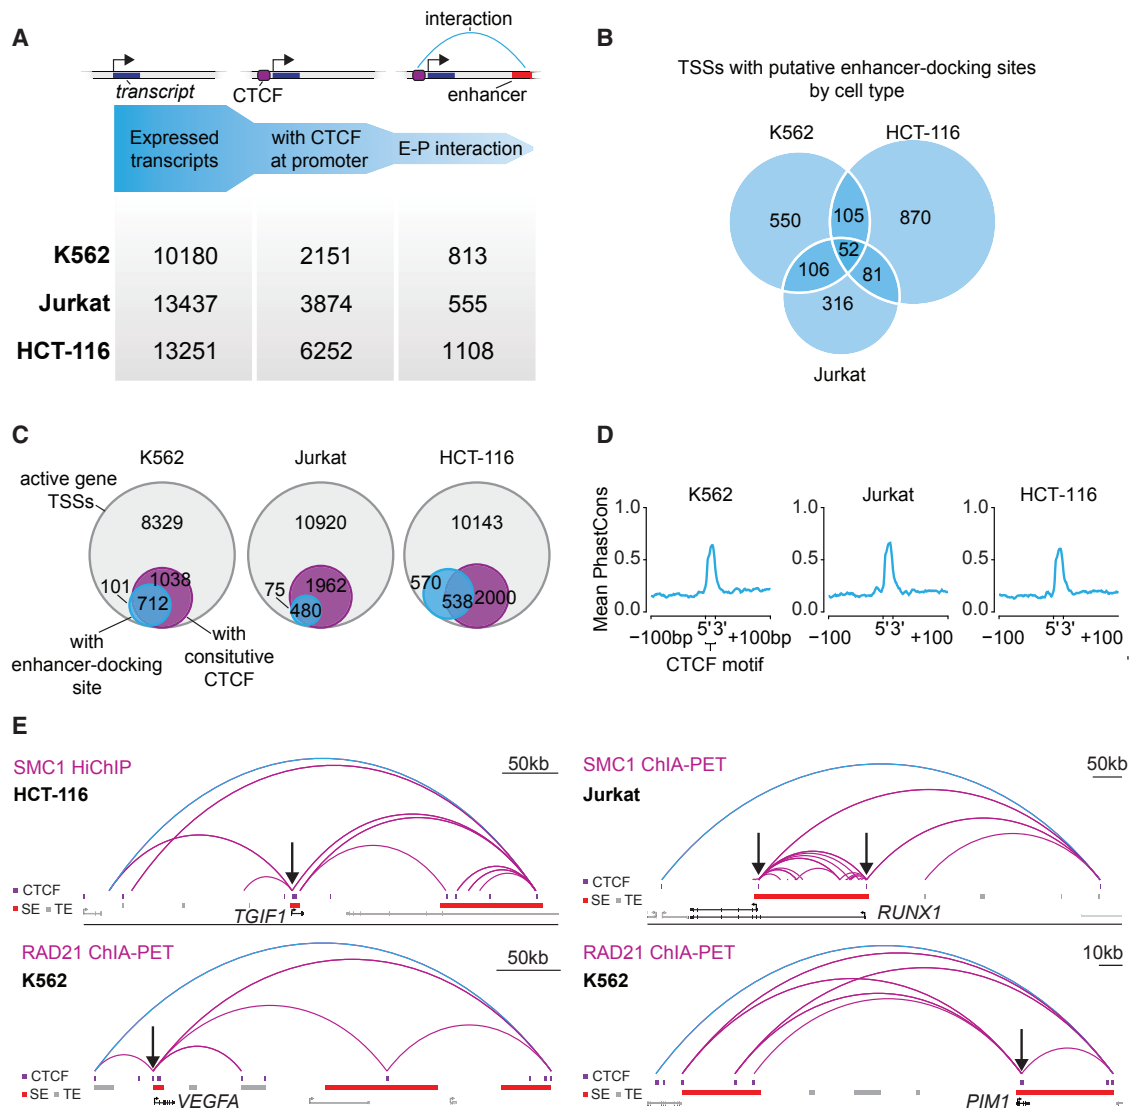 A
interaction
transcript
CTCF
enhancer
Expressed
transcripts
with CTCF
at promoter
E-P interaction
K562 10180 2151 813
Jurkat 13437 3874 555
HCT-116 13251 6252 1108
B
TSSs with putative enhancer-docking sites
by cell type
K562
HCT-116
550
105
870
52
106
81
316
Jurkat
C
K562
Jurkat
HCT-116
active gene
TSSs
8329
10920
10143
101
1038
712
75
1962
480
570
538
2000
with
enhancer-docking
site
with
consitutive
CTCF
D
K562
Jurkat
HCT-116
Mean PhastCons
1.0
0.5
0.0
1.0
0.5
0.0
1.0
0.5
0.0
−100bp 5' 3' +100bp
−100 5' 3' +100
−100 5' 3' +100
CTCF motif
E
SMC1 HiChIP
HCT-116
50kb
CTCF
SE TE
TGIF1
SMC1 ChIA-PET
Jurkat
50kb
CTCF
SE TE
RUNX1
RAD21 ChIA-PET
K562
50kb
CTCF
SE TE
VEGFA
RAD21 ChIA-PET
K562
10kb
CTCF
SE TE
PIM1